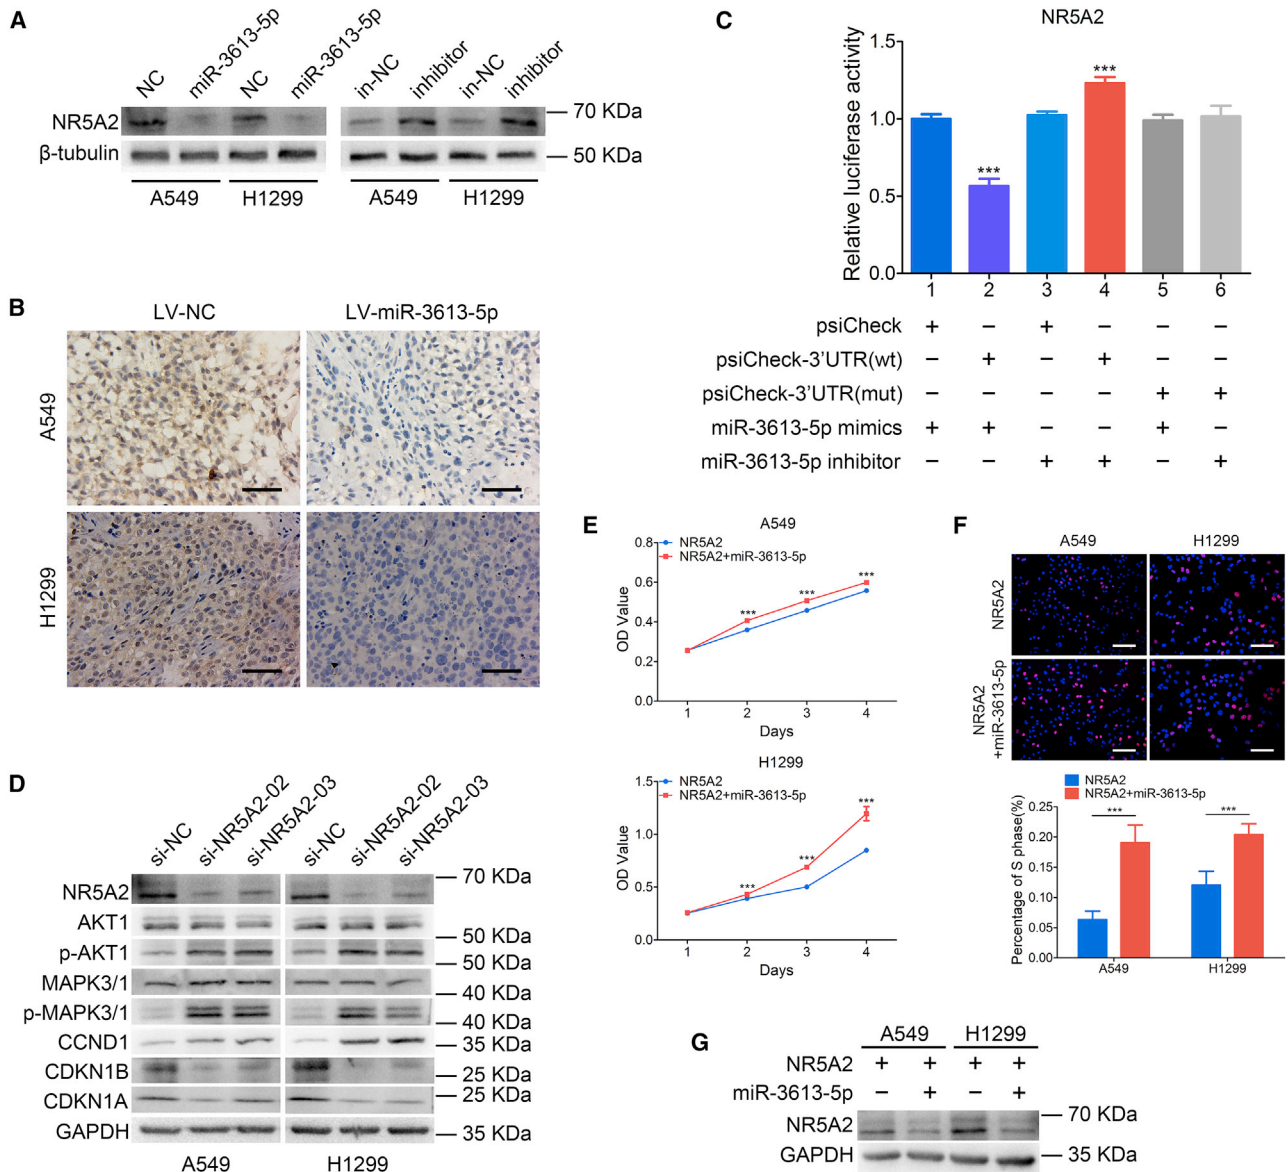 A
NC
miR-3613-5p
NC
miR-3613-5p
in-NC
inhibitor
in-NC
inhibitor
NR5A2
70 KDa
β-tubulin
50 KDa
A549
H1299
A549
H1299
B
LV-NC
LV-miR-3613-5p
A549
H1299
C
NR5A2
Relative luciferase activity
1.5
1.0
0.5
0.0
***
***
1 2 3 4 5 6
psiCheck + − + − − −
psiCheck-3'UTR(wt) − + − + − −
psiCheck-3'UTR(mut) − − − − + +
miR-3613-5p mimics + + − − + −
miR-3613-5p inhibitor − − + + − +
D
si-NC
si-NR5A2-02
si-NR5A2-03
si-NC
si-NR5A2-02
si-NR5A2-03
NR5A2
70 KDa
AKT1
50 KDa
p-AKT1
50 KDa
MAPK3/1
40 KDa
p-MAPK3/1
40 KDa
CCND1
35 KDa
CDKN1B
25 KDa
CDKN1A
25 KDa
GAPDH
35 KDa
A549
H1299
E
A549
NR5A2
NR5A2+miR-3613-5p
OD Value
0.8
0.6
0.4
0.2
0.0
***
***
***
1 2 3 4
Days
H1299
NR5A2
NR5A2+miR-3613-5p
OD Value
1.5
1.0
0.5
0.0
***
***
***
1 2 3 4
Days
F
A549
H1299
NR5A2
NR5A2
+miR-3613-5p
NR5A2
NR5A2+miR-3613-5p
Percentage of S phase(%)
0.25
0.20
0.15
0.10
0.05
0.00
***
***
A549
H1299
G
A549
H1299
NR5A2 + + + +
miR-3613-5p − + − +
NR5A2
70 KDa
GAPDH
35 KDa